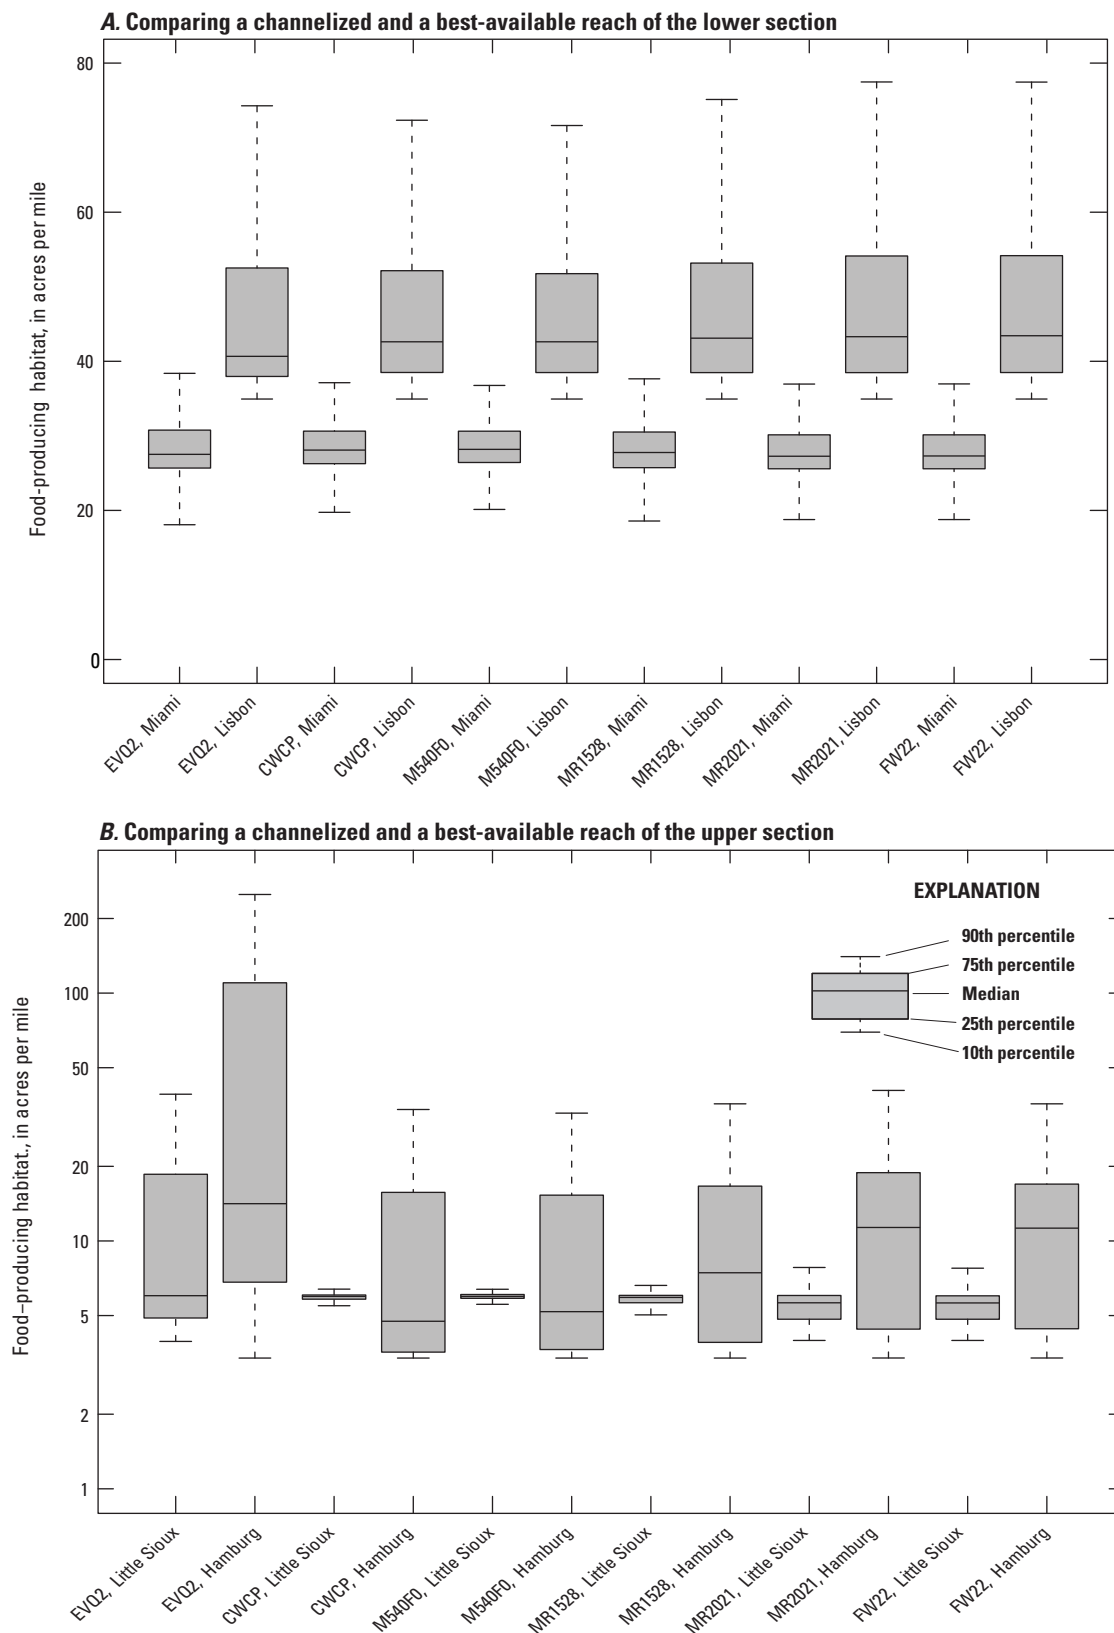 A. Comparing a channelized and a best-available reach of the lower section
Food-producing habitat, in acres per mile
80
60
40
20
0
EVQ2, Miami
EVQ2, Lisbon
CWCP, Miami
CWCP, Lisbon
M540F0, Miami
M540F0, Lisbon
MR1528, Miami
MR1528, Lisbon
MR2021, Miami
MR2021, Lisbon
FW22, Miami
FW22, Lisbon
B. Comparing a channelized and a best-available reach of the upper section
Food–producing habitat., in acres per mile
200
100
50
20
10
5
2
1
EXPLANATION
90th percentile
75th percentile
Median
25th percentile
10th percentile
EVQ2, Little Sioux
EVQ2, Hamburg
CWCP, Little Sioux
CWCP, Hamburg
M540F0, Little Sioux
M540F0, Hamburg
MR1528, Little Sioux
MR1528, Hamburg
MR2021, Little Sioux
MR2021, Hamburg
FW22, Little Sioux
FW22, Hamburg